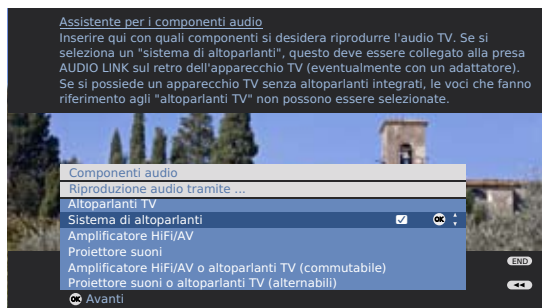 Assistente per i componenti audio
Inserire qui con quali componenti si desidera riprodurre l'audio TV. Se si
seleziona un "sistema di altoparlanti", questo deve essere collegato alla presa
AUDIO LINK sul retro dell'apparecchio TV (eventualmente con un adattatore).
Se si possiede un apparecchio TV senza altoparlanti integrati, le voci che fanno
riferimento agli "altoparlanti TV" non possono essere selezionate.
Componenti audio
Riproduzione audio tramite ...
Altoparlanti TV
Sistema di altoparlanti OK
Amplificatore HiFi/AV
Proiettore suoni
Amplificatore HiFi/AV o altoparlanti TV (commutabile)
Proiettore suoni o altoparlanti TV (alternabili)
END
OK Avanti